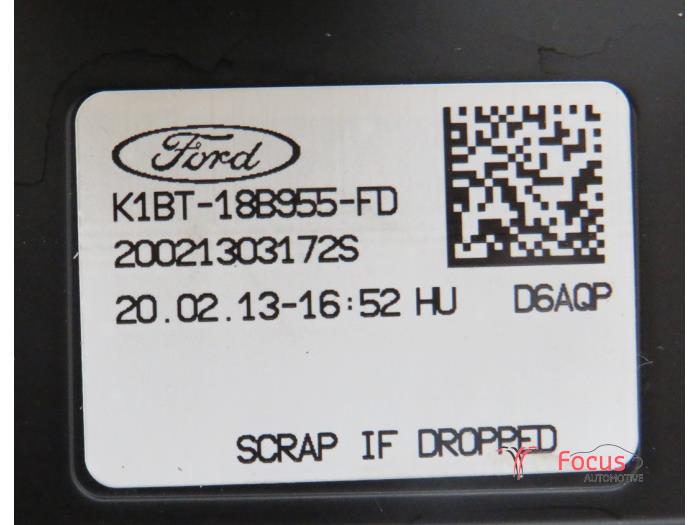 Ford
K1BT-18B955-FD
20021303172S
20.02.13-16:52 HU D6AQP
SCRAP IF DROPPED
Focus
AUTOMOTIVE